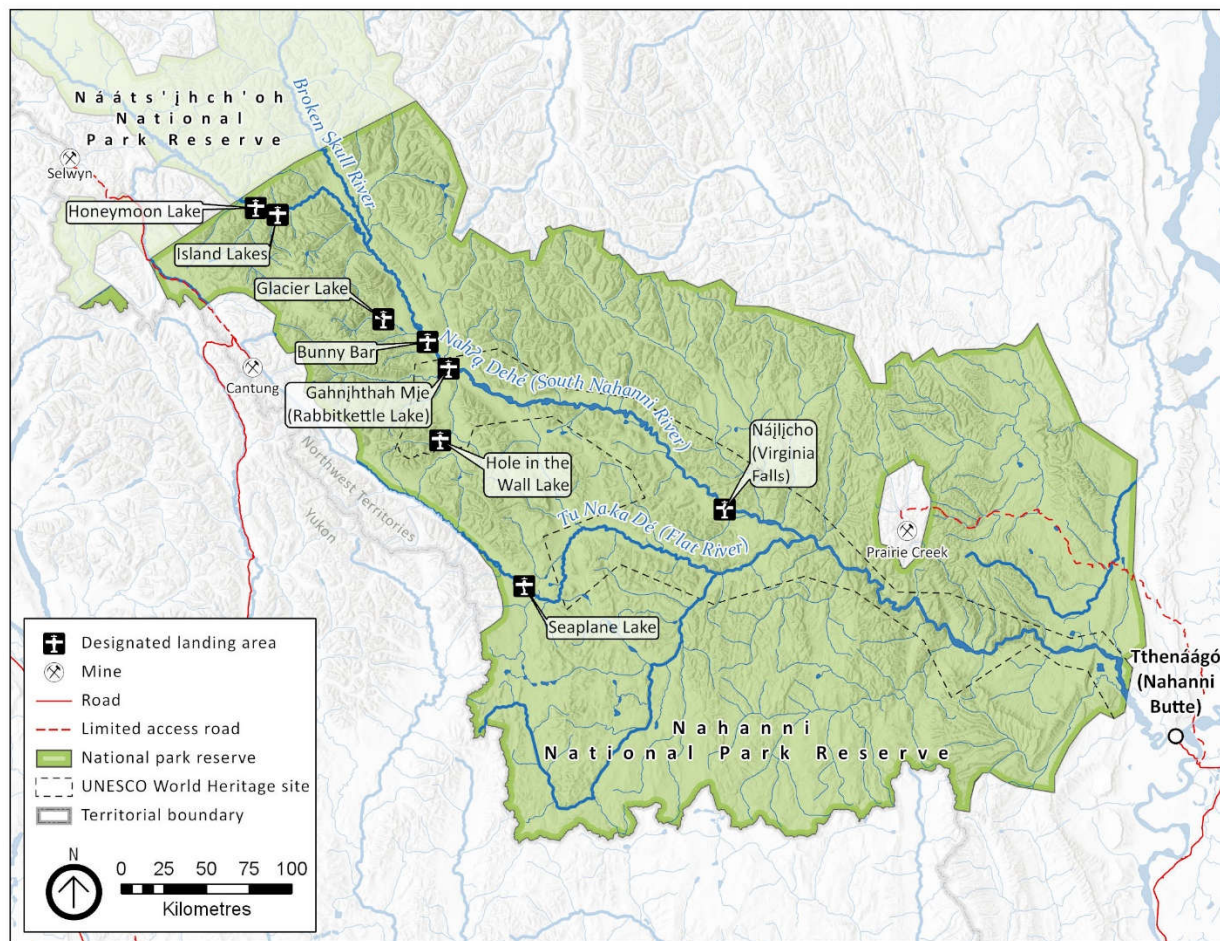 Náátsʼįhchʼoh
National
Park Reserve
Broken Skull River
Selwyn
Honeymoon Lake
Island Lakes
Glacier Lake
Bunny Bar
Cantung
Gahnįhthah Mįe
(Rabbitkettle Lake)
Nahʔą Dehé (South Nahanni River)
Hole in the
Wall Lake
Náįlįcho
(Virginia
Falls)
Northwest Territories
Yukon
Tu Naka Dé (Flat River)
Prairie Creek
Seaplane Lake
Tthenáágó
(Nahanni
Butte)
Nahanni
National Park Reserve
Designated landing area
Mine
Road
Limited access road
National park reserve
UNESCO World Heritage site
Territorial boundary
N
0 25 50 75 100
Kilometres